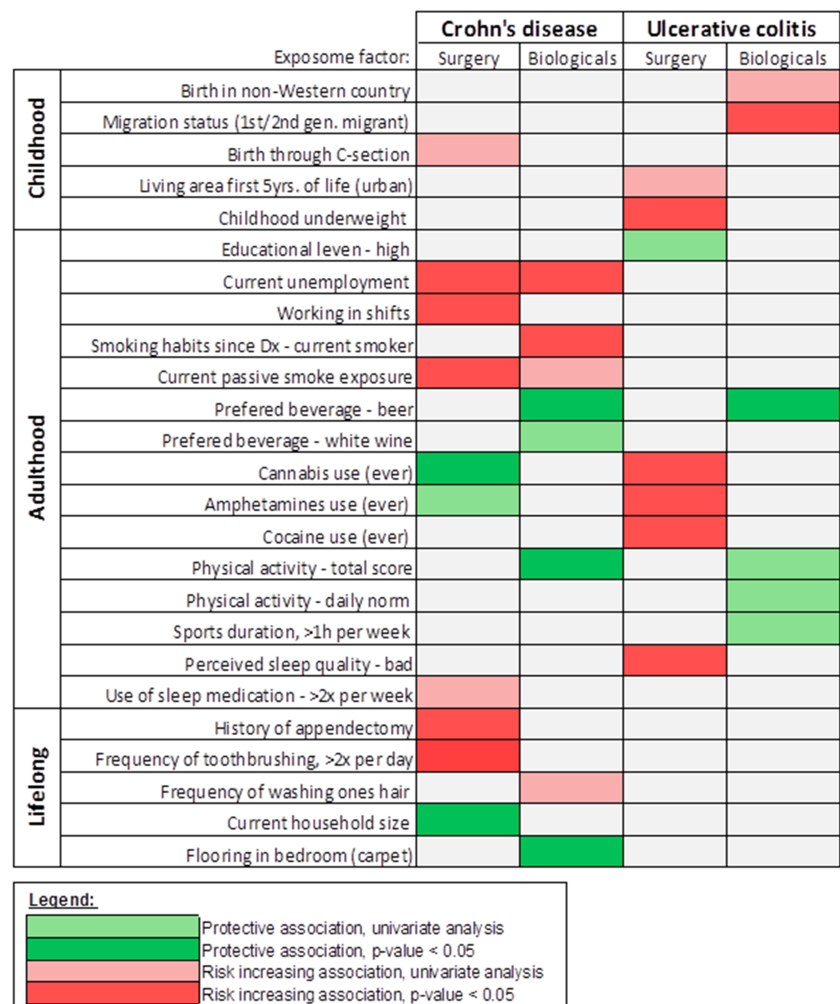 Crohn's disease Ulcerative colitis
Exposome factor: Surgery Biologicals Surgery Biologicals
Childhood
Birth in non-Western country
Migration status (1st/2nd gen. migrant)
Birth through C-section
Living area first 5yrs. of life (urban)
Childhood underweight
Adulthood
Educational leven - high
Current unemployment
Working in shifts
Smoking habits since Dx - current smoker
Current passive smoke exposure
Prefered beverage - beer
Prefered beverage - white wine
Cannabis use (ever)
Amphetamines use (ever)
Cocaine use (ever)
Physical activity - total score
Physical activity - daily norm
Sports duration, >1h per week
Perceived sleep quality - bad
Use of sleep medication - >2x per week
Lifelong
History of appendectomy
Frequency of toothbrushing, >2x per day
Frequency of washing ones hair
Current household size
Flooring in bedroom (carpet)
Legend:
Protective association, univariate analysis
Protective association, p-value < 0.05
Risk increasing association, univariate analysis
Risk increasing association, p-value < 0.05